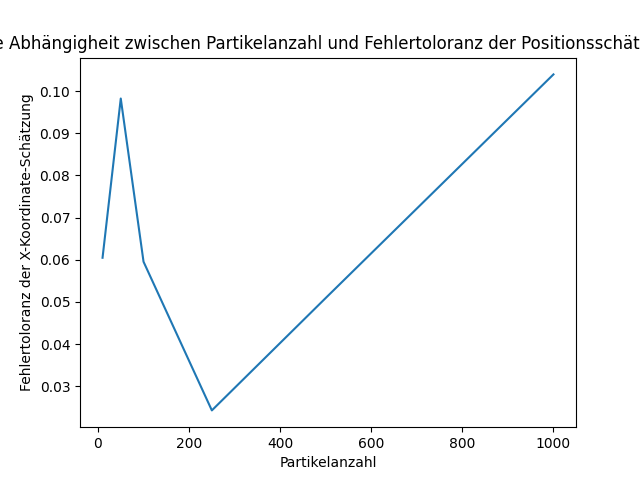 e Abhängigheit zwischen Partikelanzahl und Fehlertoloranz der Positionsschät
Fehlertoloranz der X-Koordinate-Schätzung
0.10
0.09
0.08
0.07
0.06
0.05
0.04
0.03
0 200 400 600 800 1000
Partikelanzahl